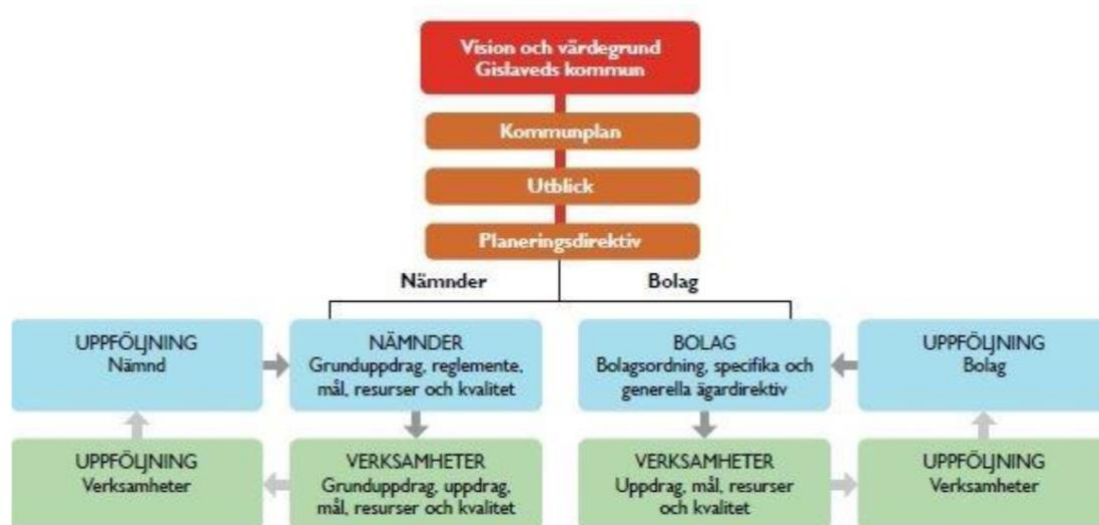 Vision och värdegrund
Gislaveds kommun
Kommunplan
Utblick
Planeringsdirektiv
Nämnder
Bolag
UPPFÖLJNING
Nämnd
NÄMNDER
Grunduppdrag, reglemente,
mål, resurser och kvalitet
BOLAG
Bolagsordning, specifika och
generella ägardirektiv
UPPFÖLJNING
Bolag
UPPFÖLJNING
Verksamheter
VERKSAMHETER
Grunduppdrag, uppdrag,
mål, resurser och kvalitet
VERKSAMHETER
Uppdrag, mål, resurser
och kvalitet
UPPFÖLJNING
Verksamheter